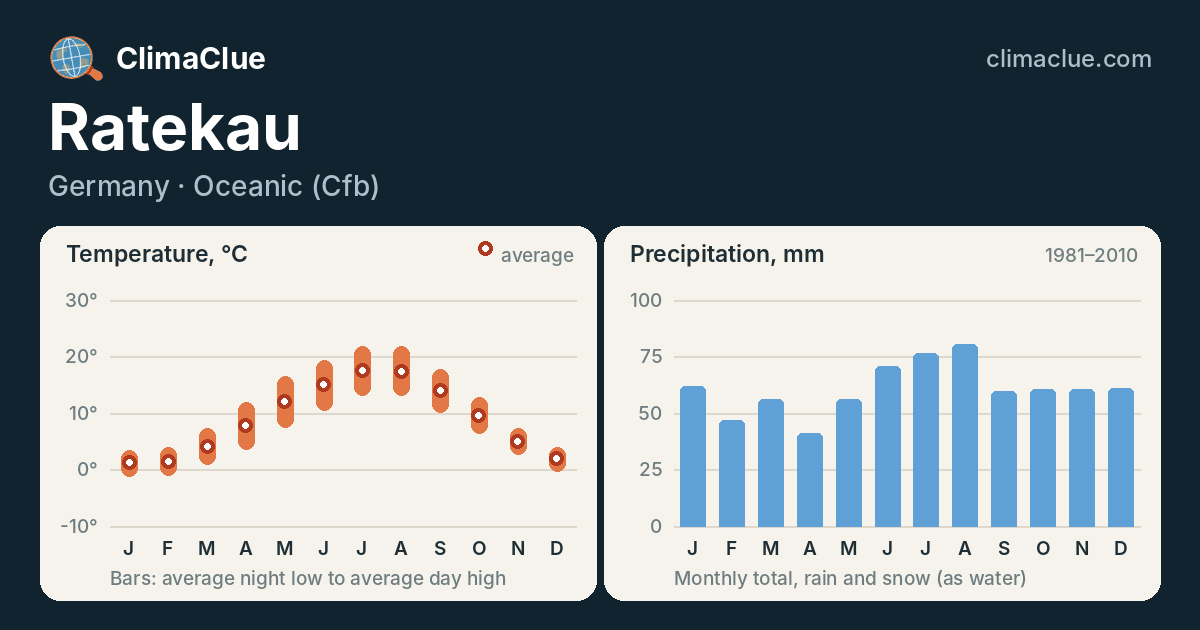 ClimaClue
climaclue.com
Ratekau
Germany · Oceanic (Cfb)
Temperature, °C
average
30°
20°
10°
0°
-10°
J F M A M J J A S O N D
Bars: average night low to average day high
Precipitation, mm
1981–2010
100
75
50
25
0
J F M A M J J A S O N D
Monthly total, rain and snow (as water)